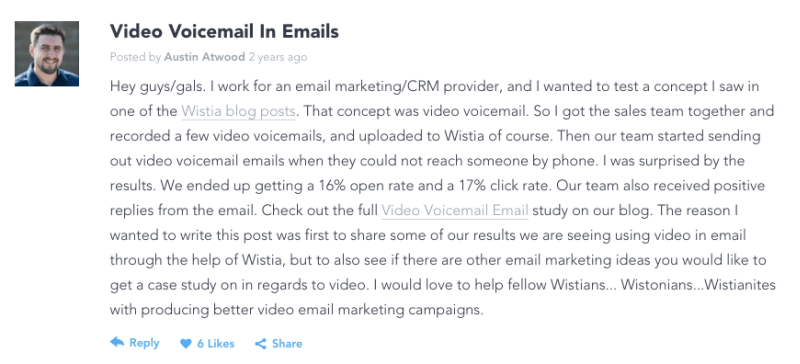 Video Voicemail In Emails
Posted by Austin Atwood 2 years ago
Hey guys/gals. I work for an email marketing/CRM provider, and I wanted to test a concept I saw in
one of the Wistia blog posts. That concept was video voicemail. So I got the sales team together and
recorded a few video voicemails, and uploaded to Wistia of course. Then our team started sending
out video voicemail emails when they could not reach someone by phone. I was surprised by the
results. We ended up getting a 16% open rate and a 17% click rate. Our team also received positive
replies from the email. Check out the full Video Voicemail Email study on our blog. The reason I
wanted to write this post was first to share some of our results we are seeing using video in email
through the help of Wistia, but to also see if there are other email marketing ideas you would like to
get a case study on in regards to video. I would love to help fellow Wistians... Wistonians...Wistianites
with producing better video email marketing campaigns.
Reply 6 Likes Share